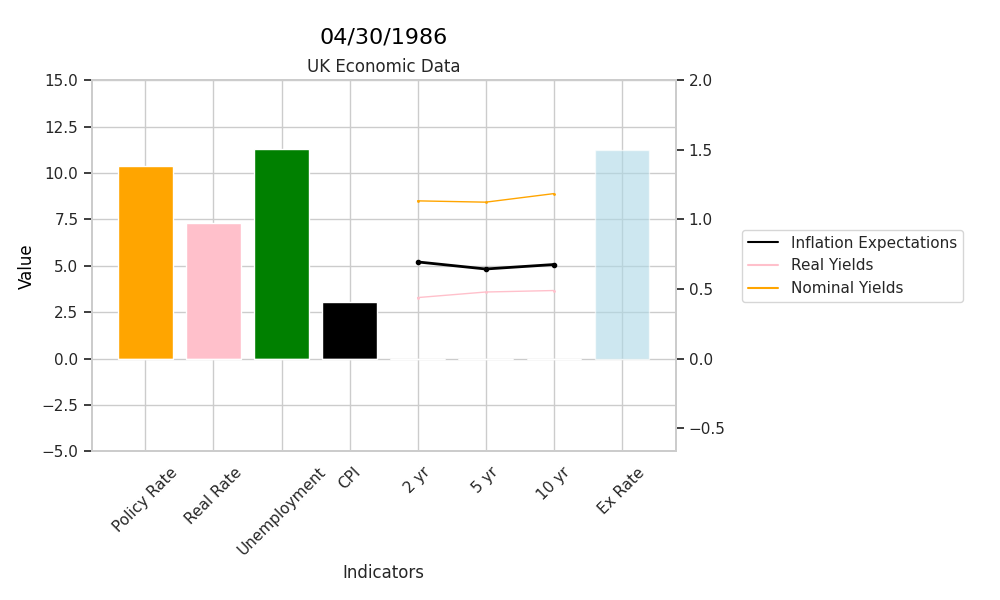 04/30/1986
UK Economic Data
15.0
12.5
10.0
7.5
5.0
2.5
0.0
−2.5
−5.0
Value
2.0
1.5
1.0
0.5
0.0
−0.5
Inflation Expectations
Real Yields
Nominal Yields
Policy Rate
Real Rate
Unemployment
CPI
2 yr
5 yr
10 yr
Ex Rate
Indicators